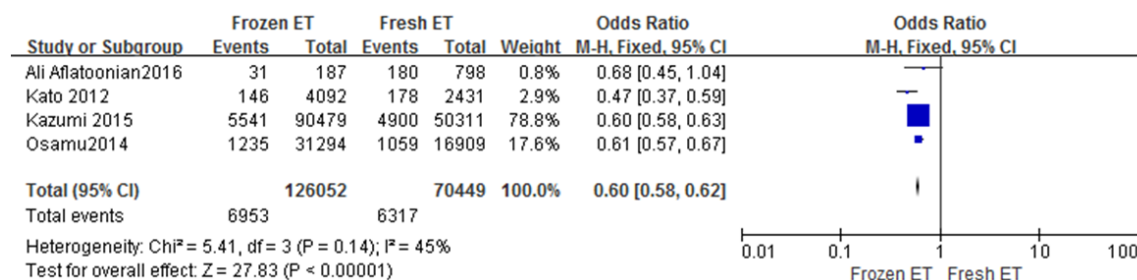 Frozen ET Fresh ET Odds Ratio Odds Ratio
Study or Subgroup Events Total Events Total Weight M-H, Fixed, 95% CI M-H, Fixed, 95% CI
Ali Aflatoonian2016 31 187 180 798 0.8% 0.68 [0.45, 1.04]
Kato 2012 146 4092 178 2431 2.9% 0.47 [0.37, 0.59]
Kazumi 2015 5541 90479 4900 50311 78.8% 0.60 [0.58, 0.63]
Osamu2014 1235 31294 1059 16909 17.6% 0.61 [0.57, 0.67]
Total (95% CI) 126052 70449 100.0% 0.60 [0.58, 0.62]
Total events 6953 6317
Heterogeneity: Chi² = 5.41, df = 3 (P = 0.14); I² = 45%
Test for overall effect: Z = 27.83 (P < 0.00001)
0.01 0.1 1 10 100
Frozen ET Fresh ET